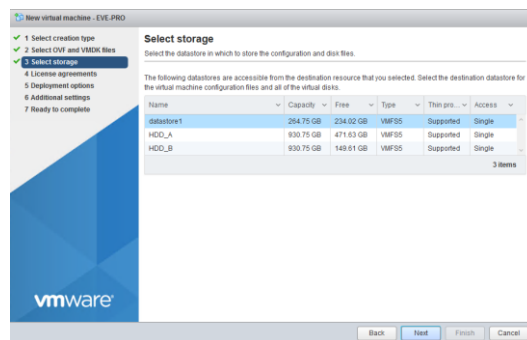 New virtual machine - EVE-PRO
1 Select creation type
2 Select OVF and VMDK files
3 Select storage
4 License agreements
5 Deployment options
6 Additional settings
7 Ready to complete
Select storage
Select the datastore in which to store the configuration and disk files.
The following datastores are accessible from the destination resource that you selected. Select the destination datastore for
the virtual machine configuration files and all of the virtual disks.
Name Capacity Free Type Thin pro... Access
datastore1 264.75 GB 234.02 GB VMFS5 Supported Single
HDD_A 930.75 GB 471.63 GB VMFS5 Supported Single
HDD_B 930.75 GB 149.61 GB VMFS5 Supported Single
3 items
vmware
Back Next Finish Cancel